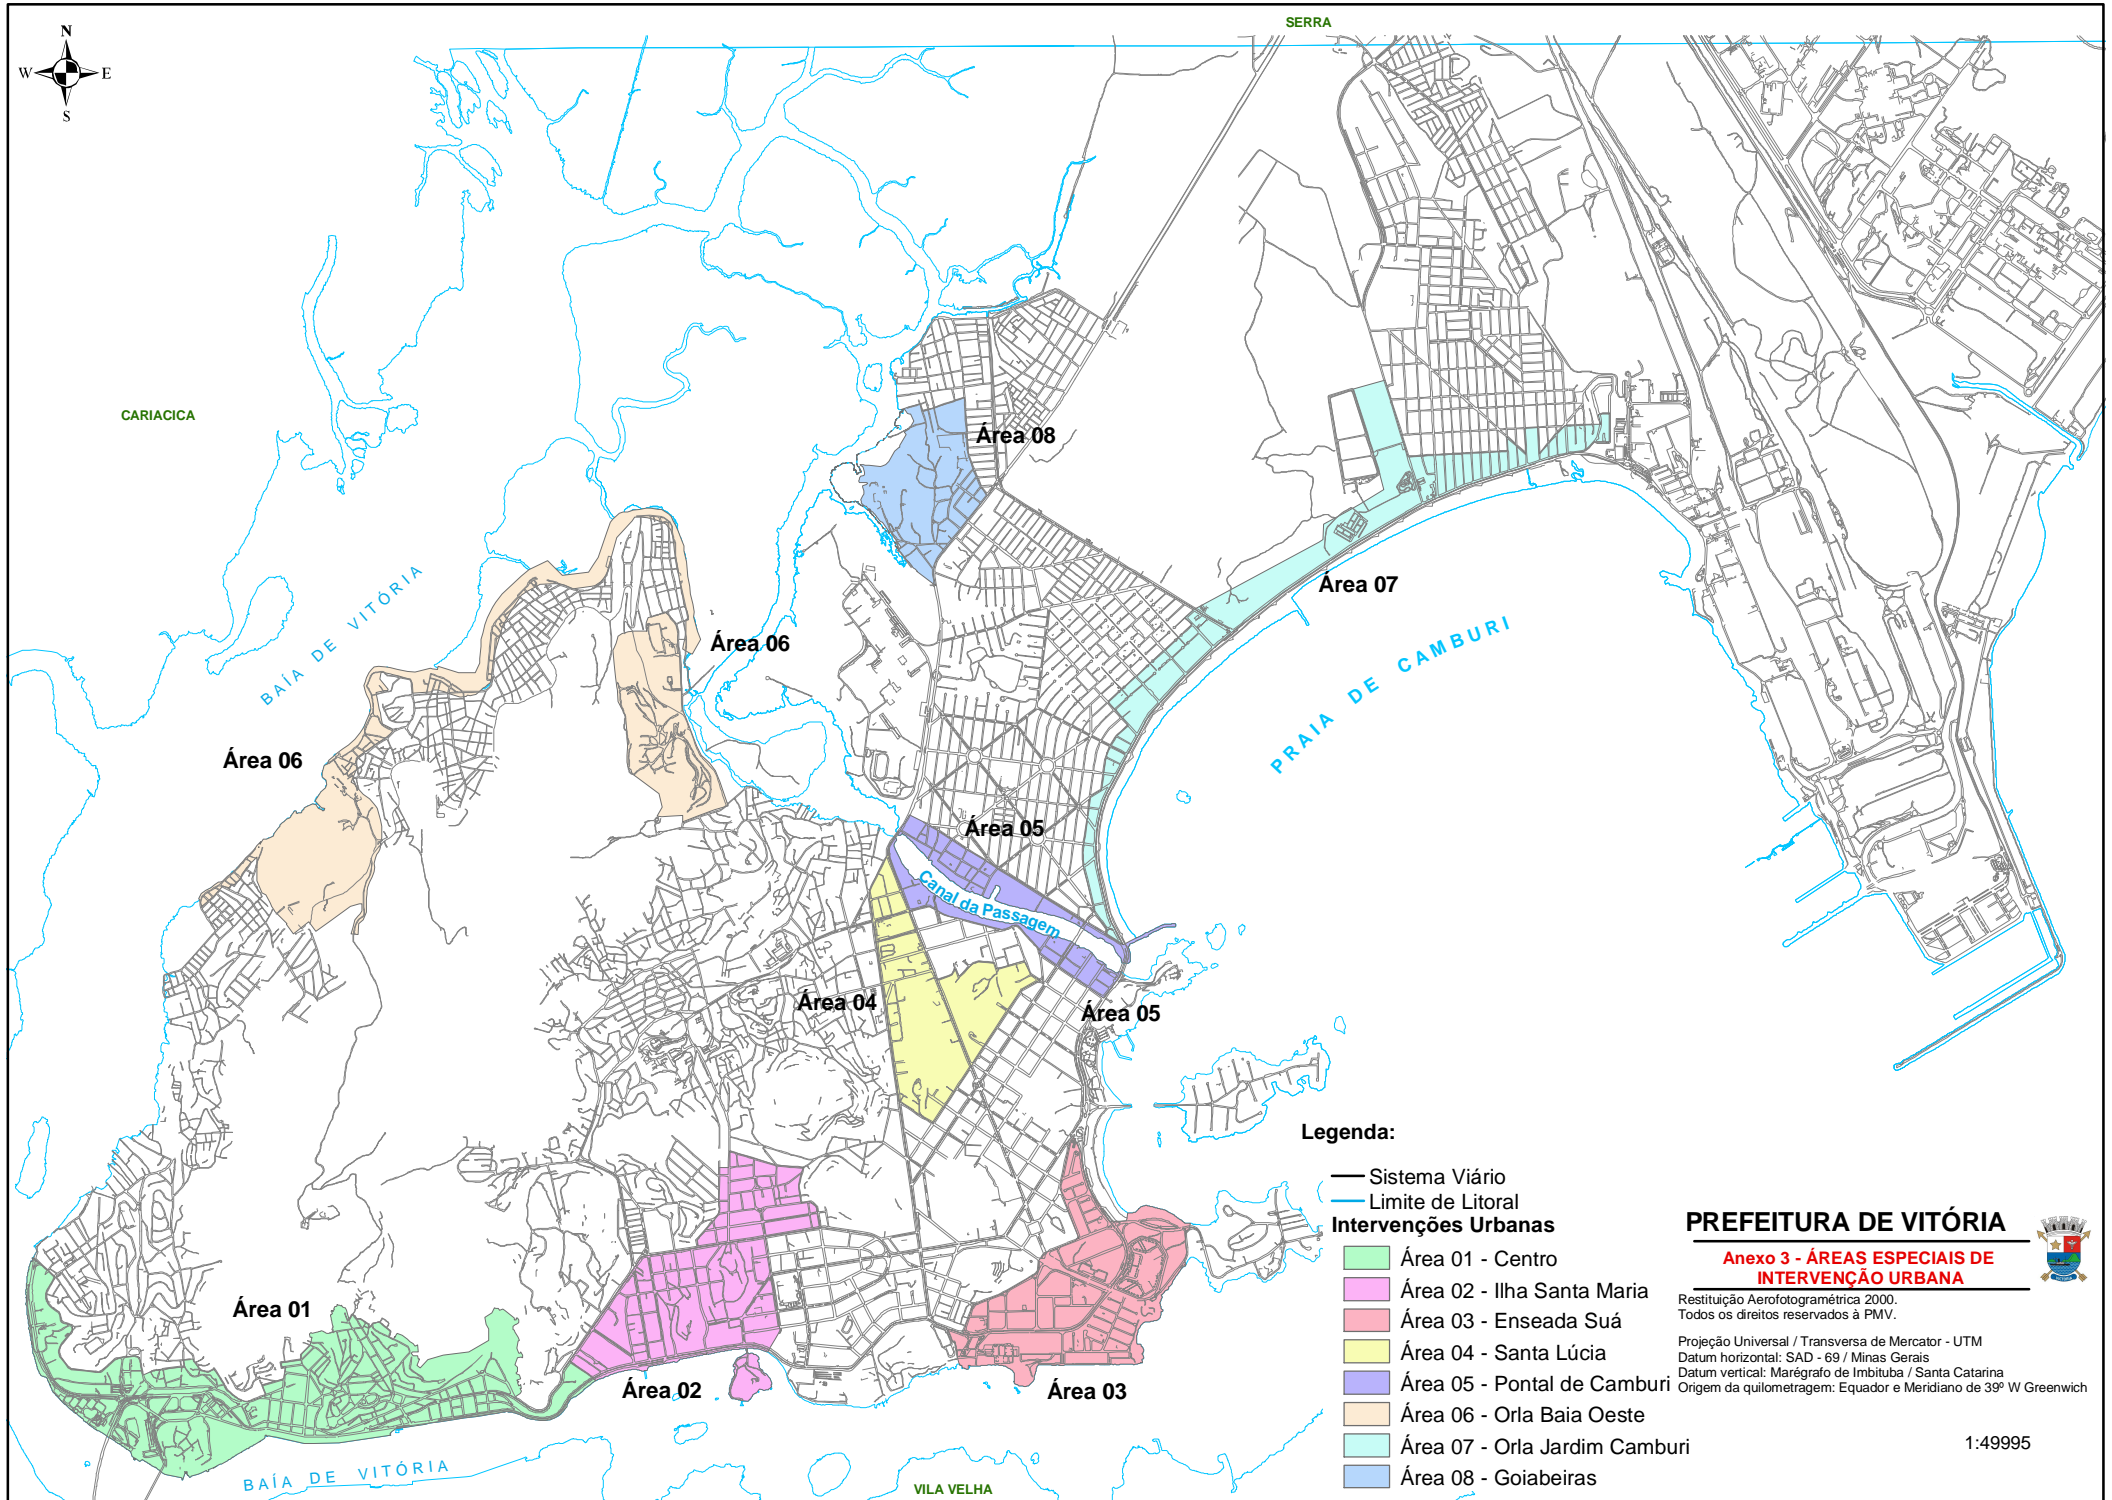 SERRA
N
W E
S
CARIACICA
Área 08
BAÍA DE VITÓRIA
Área 07
Área 06
PRAIA DE CAMBURI
Área 06
Área 05
Canal da Passagem
Área 04
Área 05
Legenda:
Sistema Viário
Limite de Litoral
Intervenções Urbanas
Área 01 - Centro
Área 02 - Ilha Santa Maria
Área 03 - Enseada Suá
Área 04 - Santa Lúcia
Área 05 - Pontal de Camburi
Área 06 - Orla Baia Oeste
Área 07 - Orla Jardim Camburi
Área 08 - Goiabeiras
PREFEITURA DE VITÓRIA
Anexo 3 - ÁREAS ESPECIAIS DE
INTERVENÇÃO URBANA
Restituição Aerofotogramétrica 2000.
Todos os direitos reservados à PMV.
Projeção Universal / Transversa de Mercator - UTM
Datum horizontal: SAD - 69 / Minas Gerais
Datum vertical: Marégrafo de Imbituba / Santa Catarina
Origem da quilometragem: Equador e Meridiano de 39º W Greenwich
1:49995
Área 01
Área 02
Área 03
BAÍA DE VITÓRIA
VILA VELHA